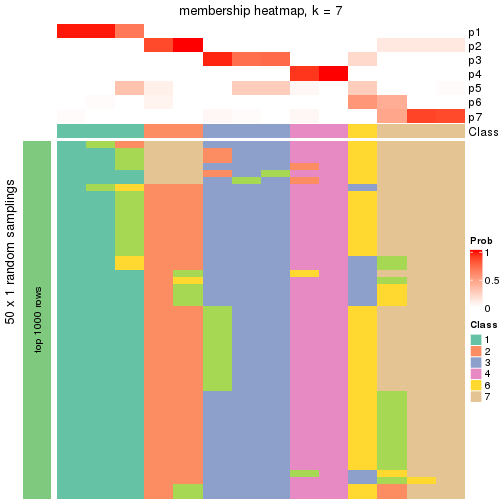 membership heatmap, k = 7
p1
p2
p3
p4
p5
p6
p7
Class
50 x 1 random samplings
top 1000 rows
Prob
1
0.5
0
Class
1
2
3
4
6
7